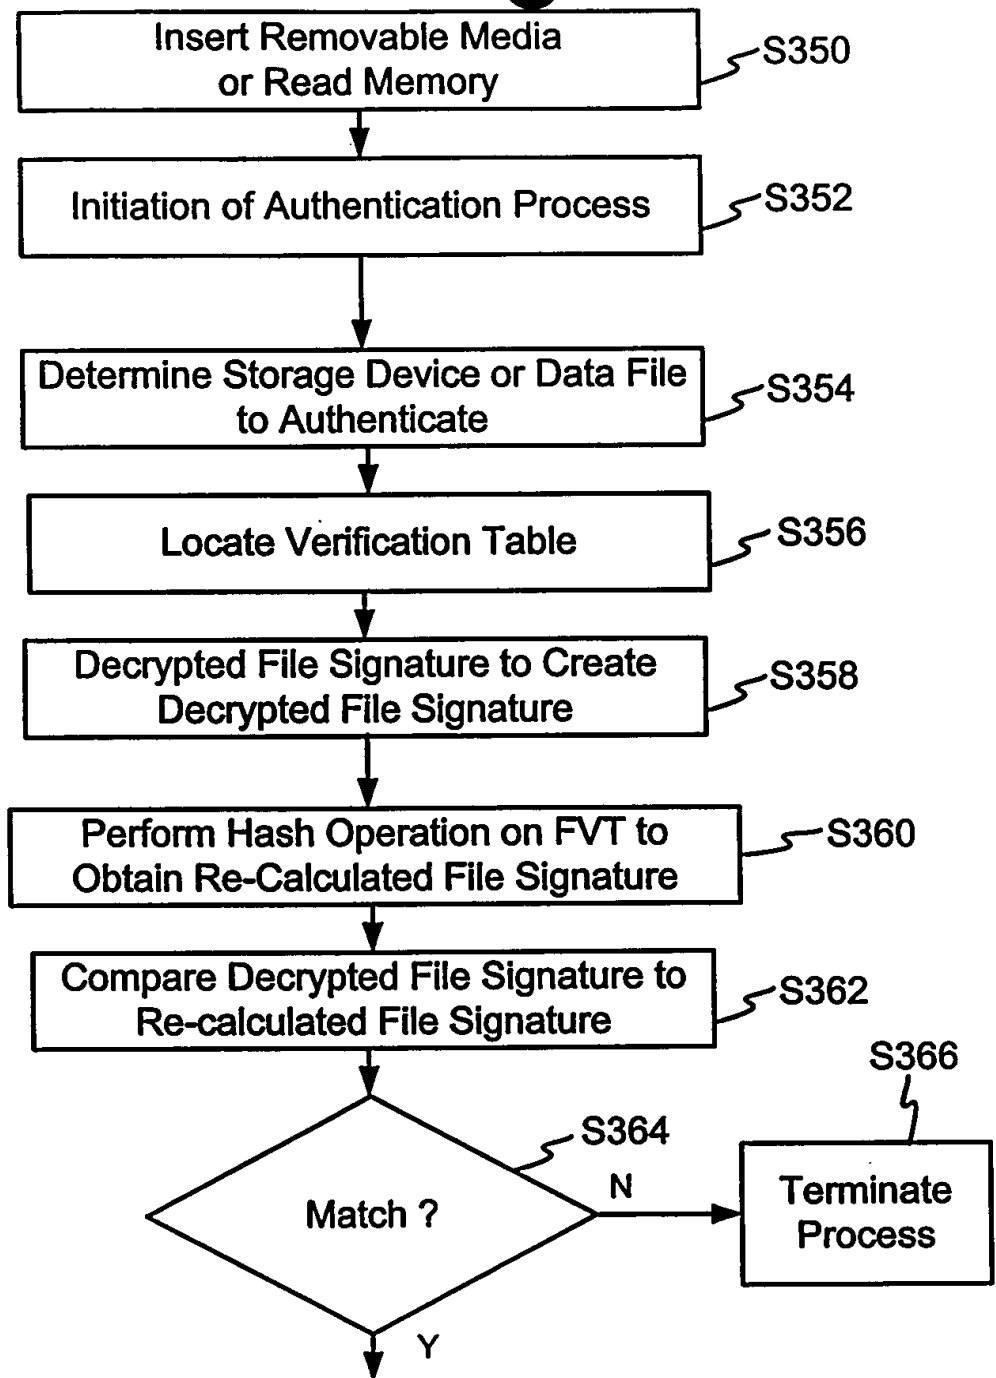 Insert Removable Media
or Read Memory
S350
Initiation of Authentication Process
S352
Determine Storage Device or Data File
to Authenticate
S354
Locate Verification Table
S356
Decrypted File Signature to Create
Decrypted File Signature
S358
Perform Hash Operation on FVT to
Obtain Re-Calculated File Signature
S360
Compare Decrypted File Signature to
Re-calculated File Signature
S362
S366
S364
Match ?
N
Terminate
Process
Y